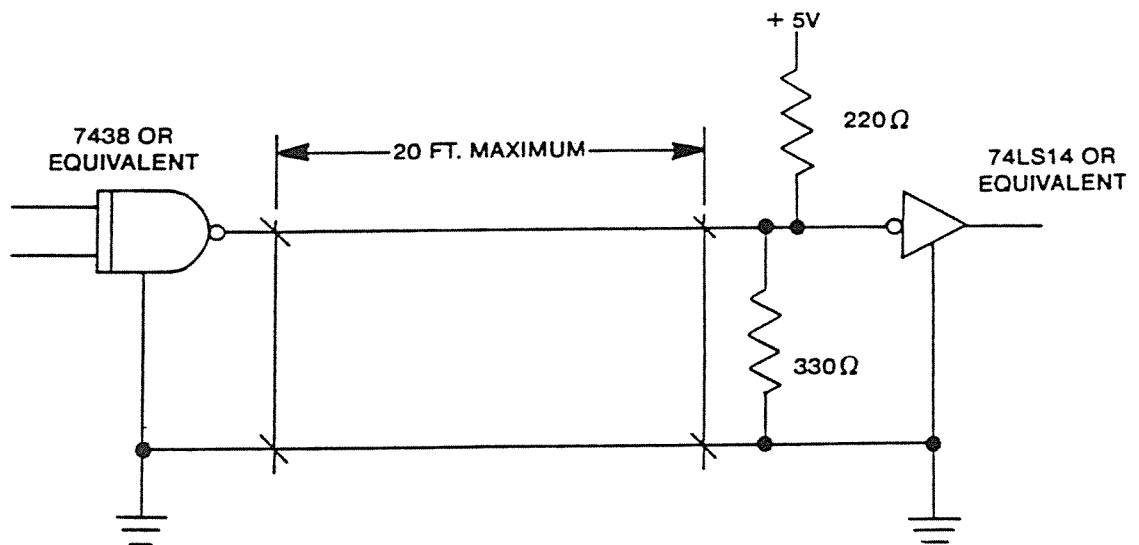 + 5V
220Ω
7438 OR
EQUIVALENT
20 FT. MAXIMUM
74LS14 OR
EQUIVALENT
330Ω